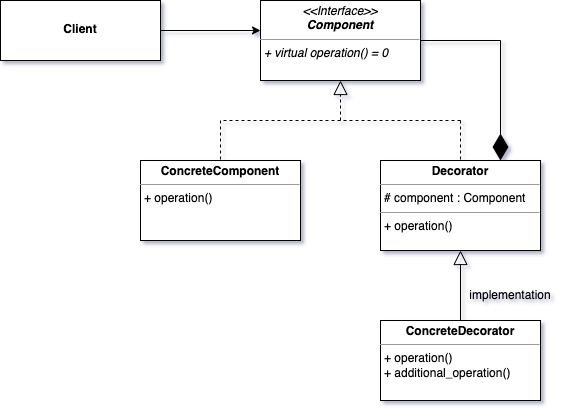 Client
<<Interface>>
Component
+ virtual operation() = 0
ConcreteComponent
+ operation()
Decorator
# component : Component
+ operation()
implementation
ConcreteDecorator
+ operation()
+ additional_operation()